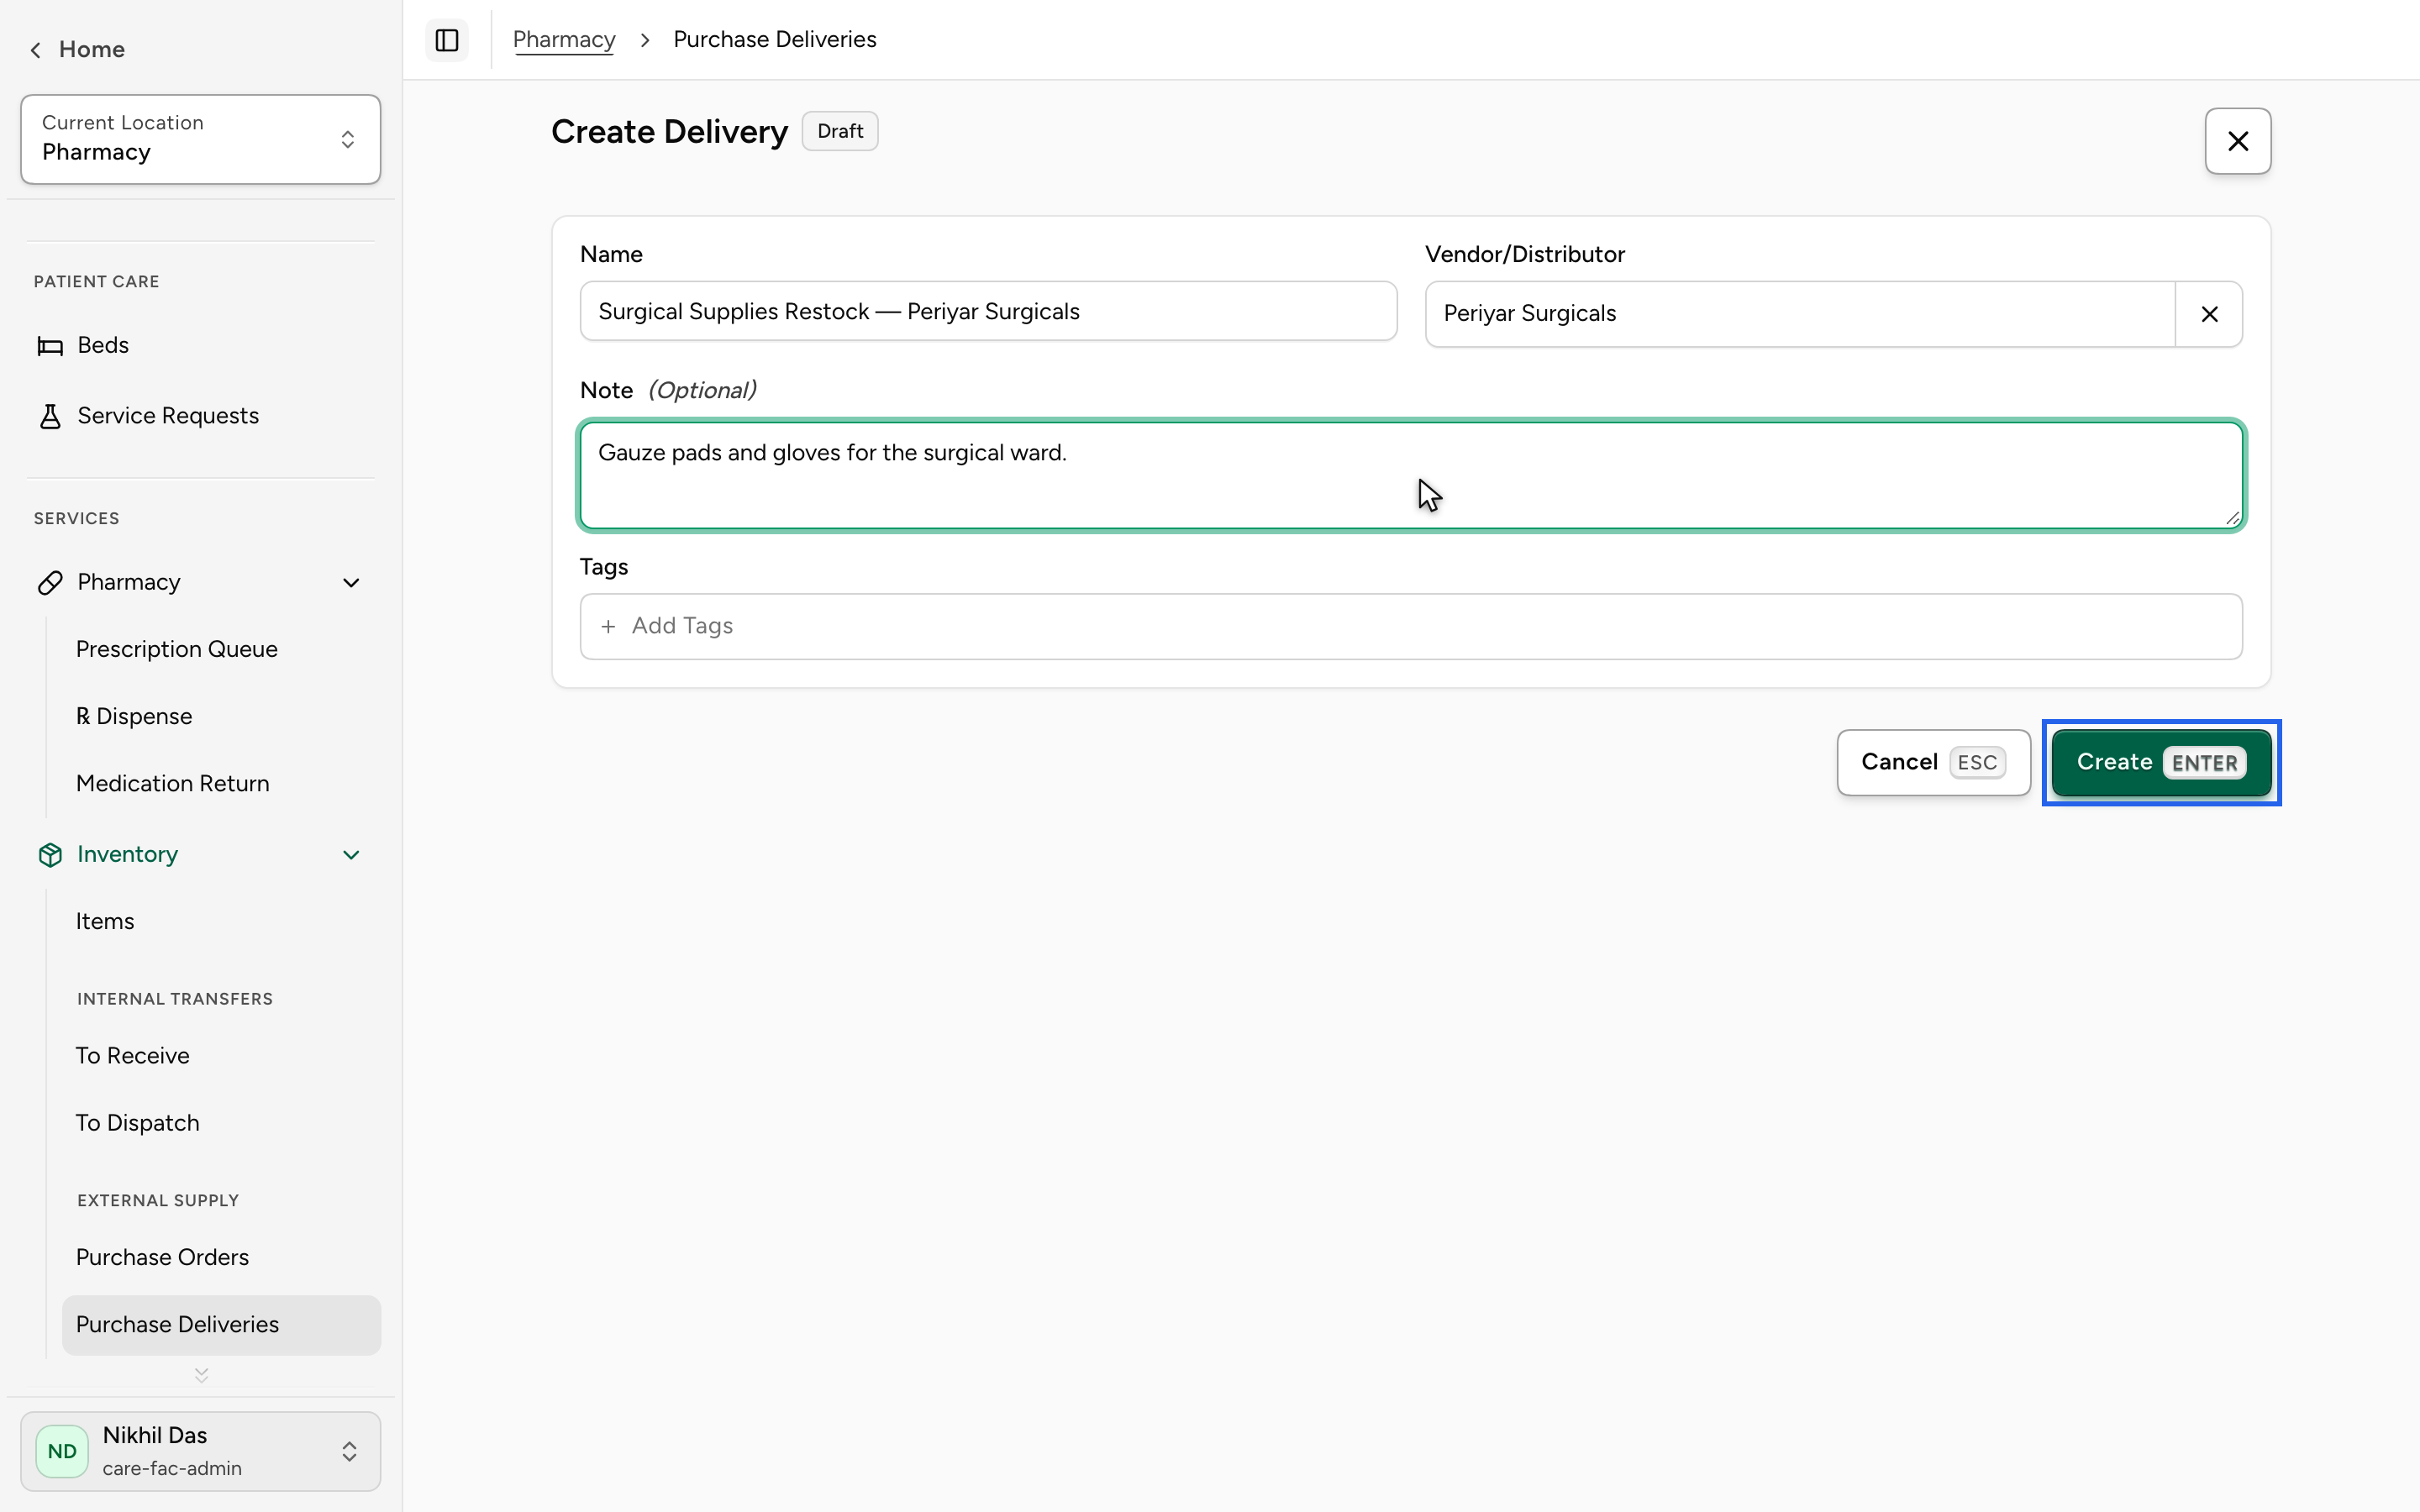 Home
Current Location
Pharmacy
PATIENT CARE
Beds
Service Requests
SERVICES
Pharmacy
Prescription Queue
℞ Dispense
Medication Return
Inventory
Items
INTERNAL TRANSFERS
To Receive
To Dispatch
EXTERNAL SUPPLY
Purchase Orders
Purchase Deliveries
ND
Nikhil Das
care-fac-admin
Pharmacy > Purchase Deliveries
Create Delivery Draft
Name
Surgical Supplies Restock — Periyar Surgicals
Vendor/Distributor
Periyar Surgicals
Note (Optional)
Gauze pads and gloves for the surgical ward.
Tags
+ Add Tags
Cancel ESC
Create ENTER